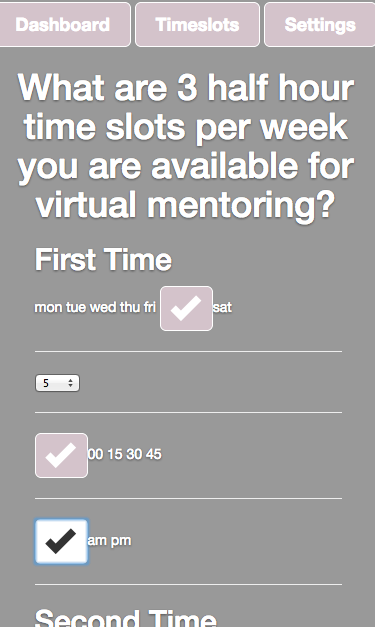 Dashboard Timeslots Settings
What are 3 half hour
time slots per week
you are available for
virtual mentoring?
First Time
mon tue wed thu fri sat
5
00 15 30 45
am pm
Second Time